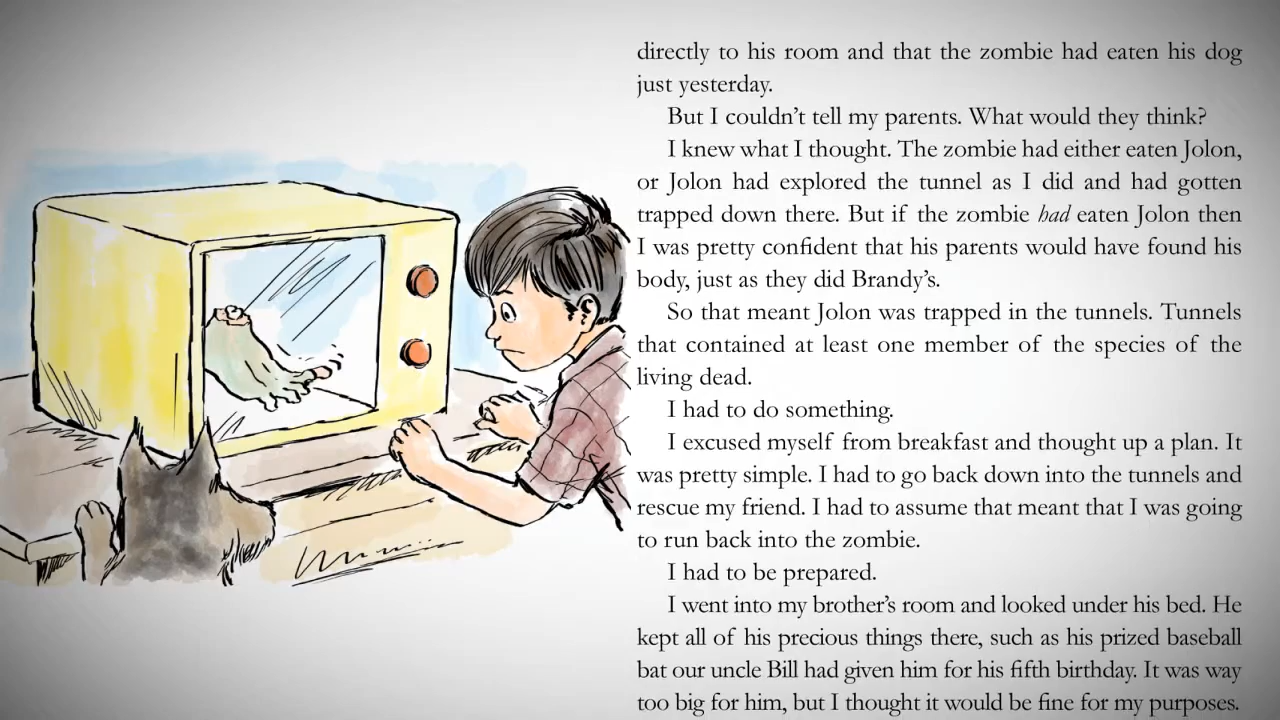 directly to his room and that the zombie had eaten his dog
just yesterday.
But I couldn’t tell my parents. What would they think?
I knew what I thought. The zombie had either eaten Jolon,
or Jolon had explored the tunnel as I did and had gotten
trapped down there. But if the zombie had eaten Jolon then
I was pretty confident that his parents would have found his
body, just as they did Brandy’s.
So that meant Jolon was trapped in the tunnels. Tunnels
that contained at least one member of the species of the
living dead.
I had to do something.
I excused myself from breakfast and thought up a plan. It
was pretty simple. I had to go back down into the tunnels and
rescue my friend. I had to assume that meant that I was going
to run back into the zombie.
I had to be prepared.
I went into my brother’s room and looked under his bed. He
kept all of his precious things there, such as his prized baseball
bat our uncle Bill had given him for his fifth birthday. It was way
too big for him, but I thought it would be fine for my purposes.